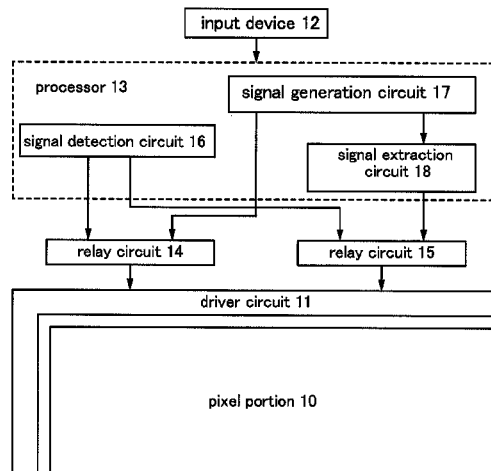 input device 12
processor 13
signal generation circuit 17
signal detection circuit 16
signal extraction
circuit 18
relay circuit 14
relay circuit 15
driver circuit 11
pixel portion 10